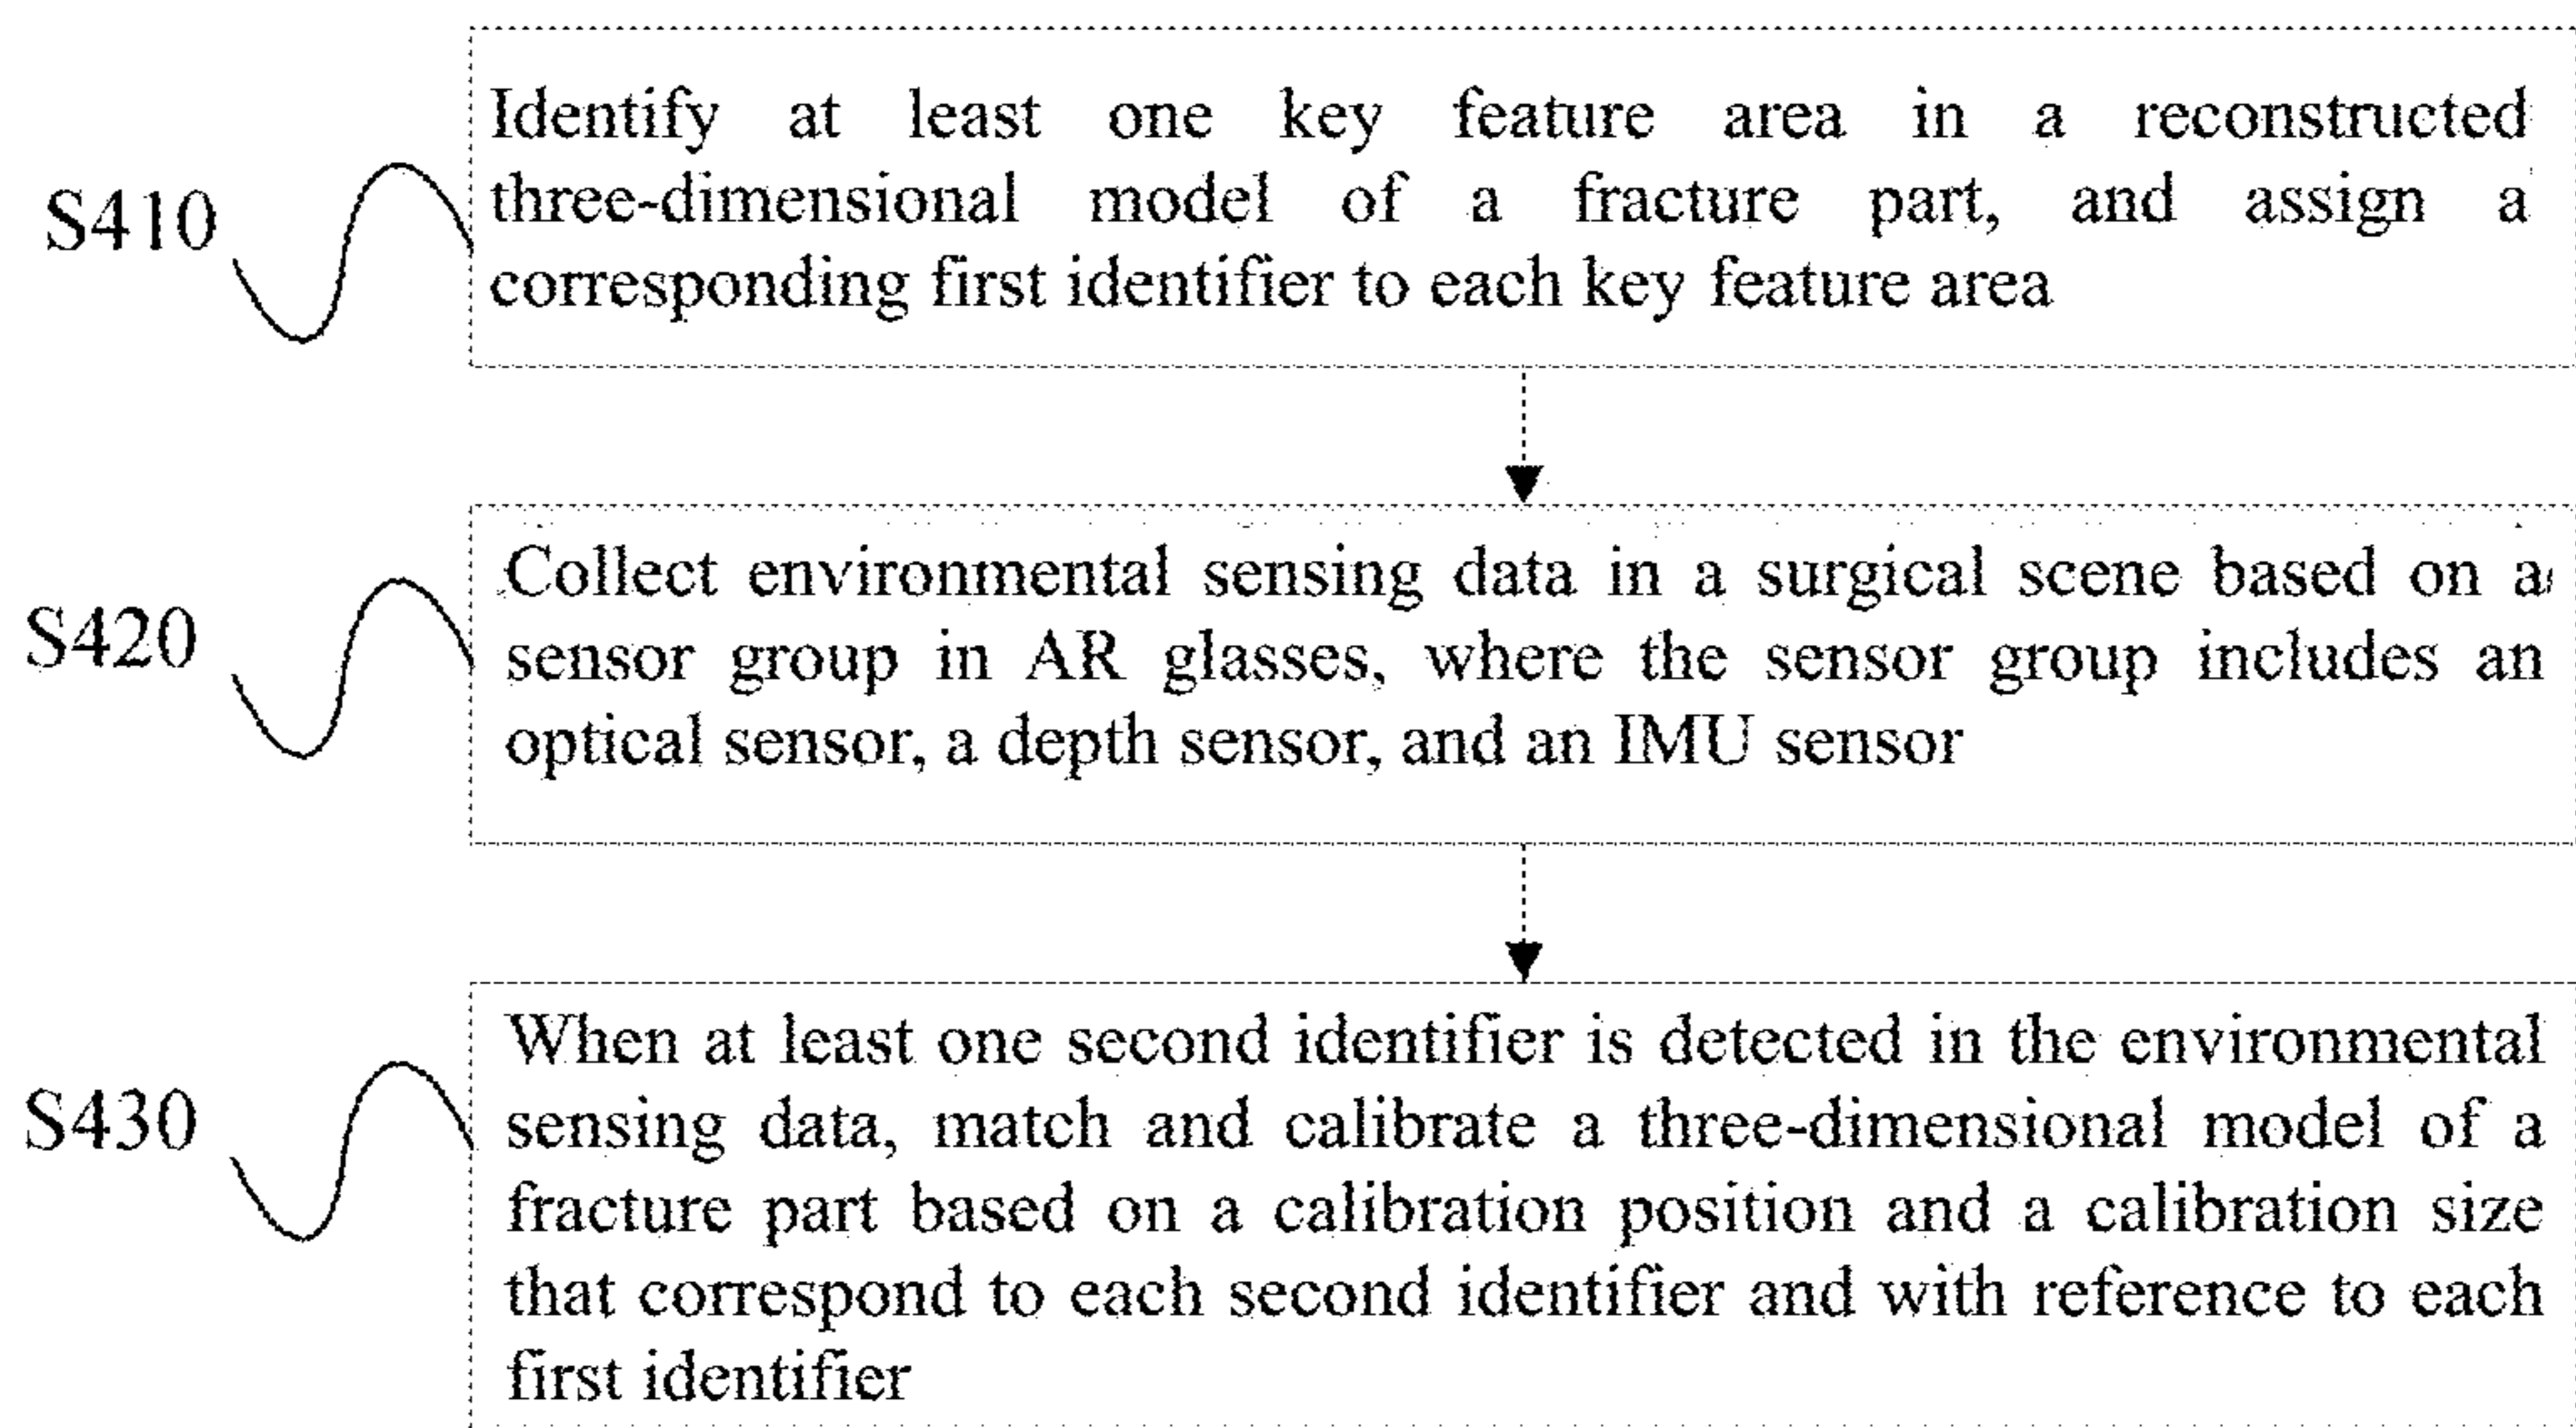 S410
Identify at least one key feature area in a reconstructed
three-dimensional model of a fracture part, and assign a
corresponding first identifier to each key feature area
S420
Collect environmental sensing data in a surgical scene based on a
sensor group in AR glasses, where the sensor group includes an
optical sensor, a depth sensor, and an IMU sensor
S430
When at least one second identifier is detected in the environmental
sensing data, match and calibrate a three-dimensional model of a
fracture part based on a calibration position and a calibration size
that correspond to each second identifier and with reference to each
first identifier